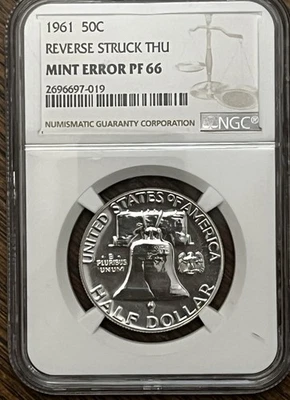 1961 50C
REVERSE STRUCK THU
MINT ERROR PF 66
2696697-019
NUMISMATIC GUARANTY CORPORATION
NGC
UNITED STATES OF AMERICA
E
PLURIBUS
UNUM
HALF DOLLAR